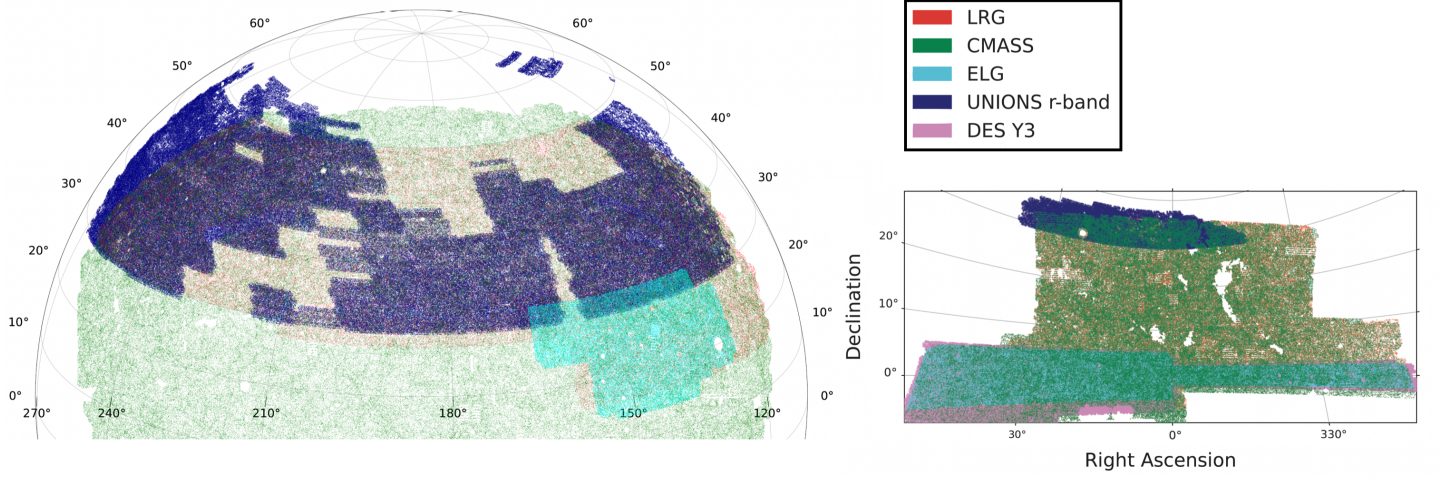 60° 60°
50° 50°
40° 40°
30° 30°
20° 20°
10° 10°
0° 0°
270° 240° 210° 180° 150° 120°
LRG
CMASS
ELG
UNIONS r-band
DES Y3
Declination
20°
10°
0°
30° 0° 330°
Right Ascension